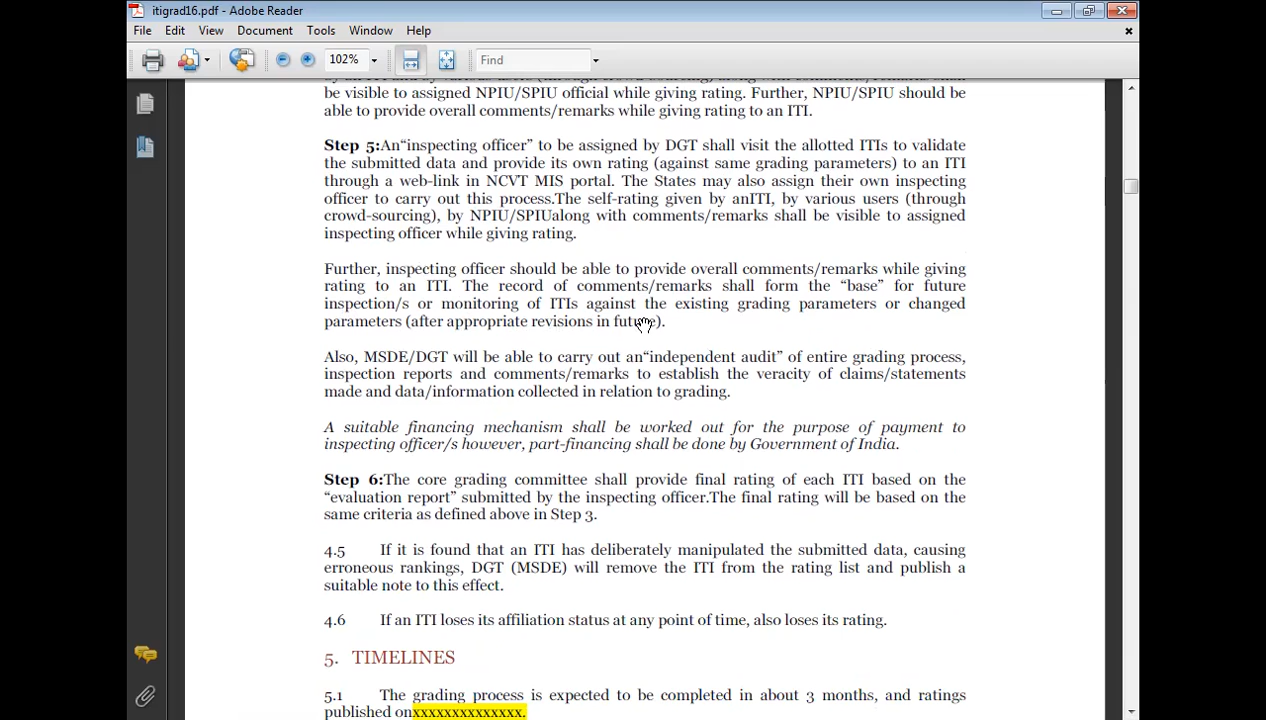 itigrad16.pdf - Adobe Reader
File Edit View Document Tools Window Help
102% Find
be visible to assigned NPIU/SPIU official while giving rating. Further, NPIU/SPIU should be
able to provide overall comments/remarks while giving rating to an ITI.
Step 5:An“inspecting officer” to be assigned by DGT shall visit the allotted ITIs to validate
the submitted data and provide its own rating (against same grading parameters) to an ITI
through a web-link in NCVT MIS portal. The States may also assign their own inspecting
officer to carry out this process.The self-rating given by anITI, by various users (through
crowd-sourcing), by NPIU/SPIUalong with comments/remarks shall be visible to assigned
inspecting officer while giving rating.
Further, inspecting officer should be able to provide overall comments/remarks while giving
rating to an ITI. The record of comments/remarks shall form the “base” for future
inspection/s or monitoring of ITIs against the existing grading parameters or changed
parameters (after appropriate revisions in future).
Also, MSDE/DGT will be able to carry out an“independent audit” of entire grading process,
inspection reports and comments/remarks to establish the veracity of claims/statements
made and data/information collected in relation to grading.
A suitable financing mechanism shall be worked out for the purpose of payment to
inspecting officer/s however, part-financing shall be done by Government of India.
Step 6:The core grading committee shall provide final rating of each ITI based on the
“evaluation report” submitted by the inspecting officer.The final rating will be based on the
same criteria as defined above in Step 3.
4.5 If it is found that an ITI has deliberately manipulated the submitted data, causing
erroneous rankings, DGT (MSDE) will remove the ITI from the rating list and publish a
suitable note to this effect.
4.6 If an ITI loses its affiliation status at any point of time, also loses its rating.
5. TIMELINES
5.1 The grading process is expected to be completed in about 3 months, and ratings
published onxxxxxxxxxxxxxx.